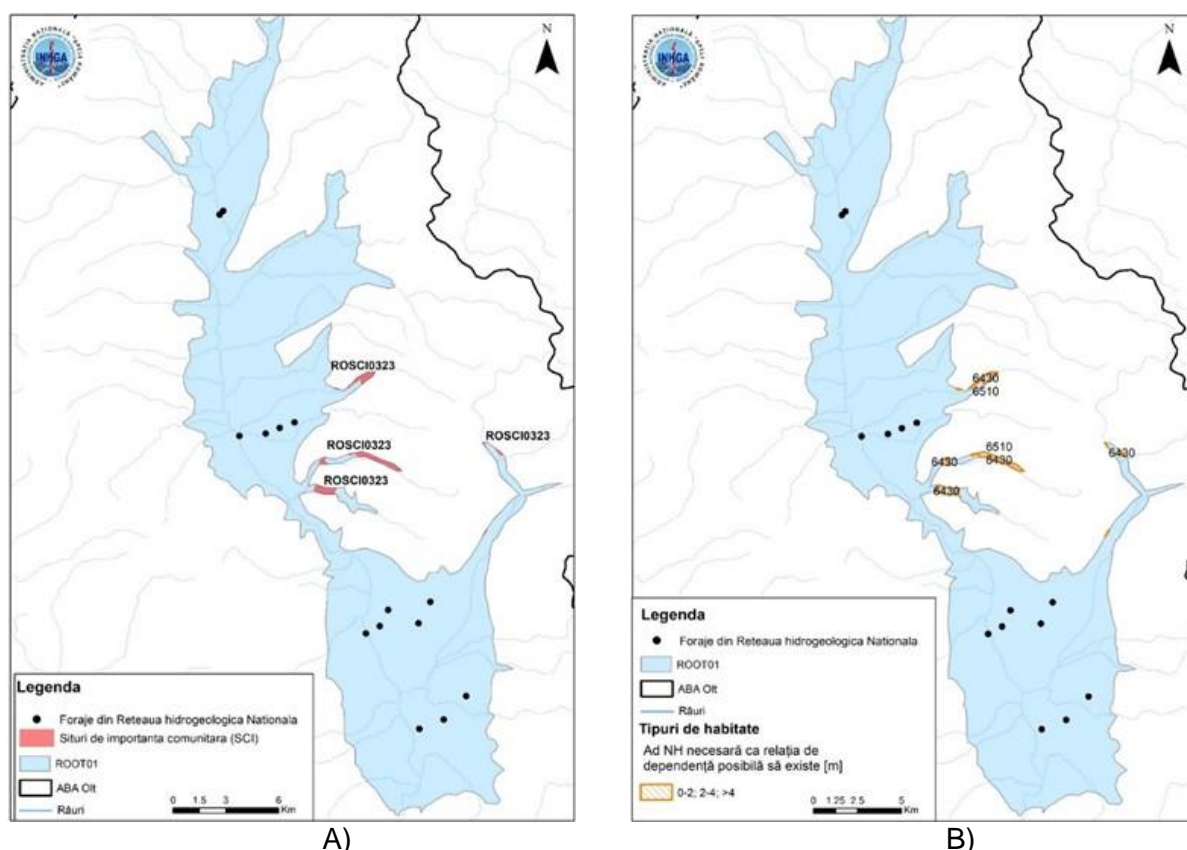 N
ROSCI0323
ROSCI0323
ROSCI0323
ROSCI0323
Legenda
Foraje din Reteaua hidrogeologica Nationala
Situri de importanta comunitara (SCI)
ROOT01
ABA Olt
Râuri
0 1.5 3 6
Km
A)
N
6430
6510
6510
6430
6430
6430
6430
Legenda
Foraje din Reteaua hidrogeologica Nationala
ROOT01
ABA Olt
Râuri
Tipuri de habitate
Ad NH necesară ca relația de
dependență posibilă să existe [m]
0-2; 2-4; >4
0 1.25 2.5 5
Km
B)